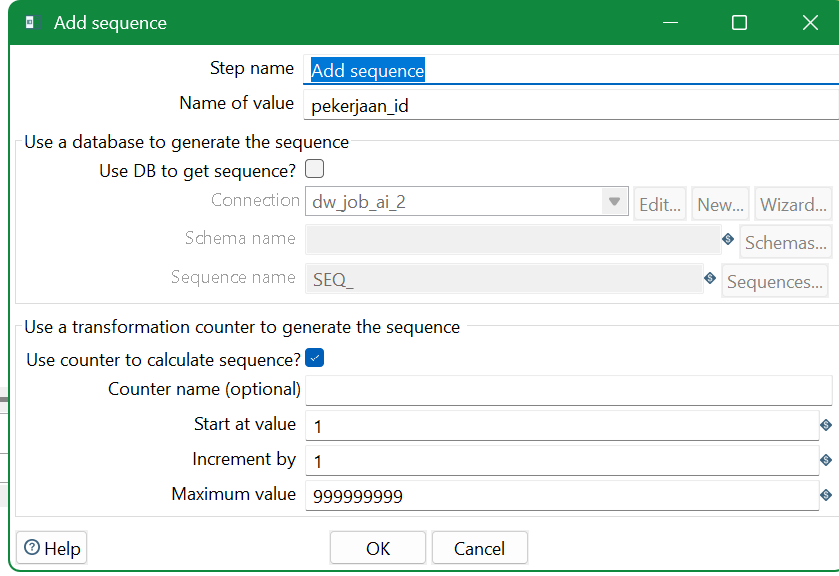 Add sequence
Step name Add sequence
Name of value pekerjaan_id
Use a database to generate the sequence
Use DB to get sequence?
Connection dw_job_ai_2 Edit... New... Wizard...
Schema name Schemas...
Sequence name SEQ_ Sequences...
Use a transformation counter to generate the sequence
Use counter to calculate sequence?
Counter name (optional)
Start at value 1
Increment by 1
Maximum value 999999999
Help OK Cancel